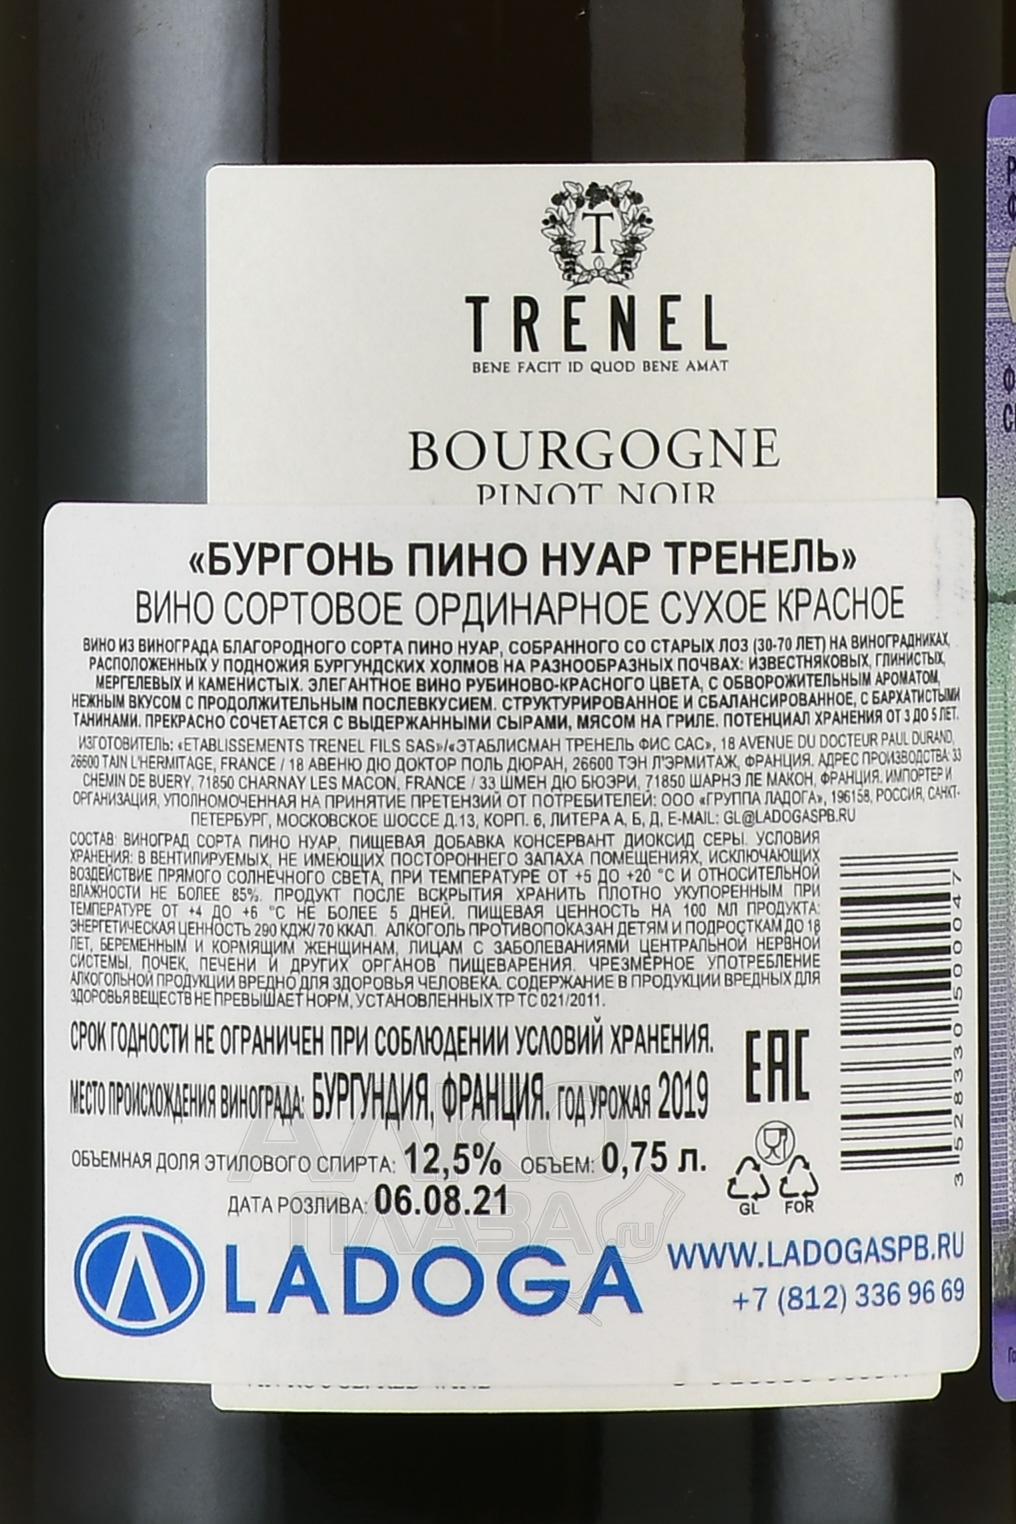 T
TRENEL
BENE FACIT ID QUOD BENE AMAT
BOURGOGNE
PINOT NOIR
«БУРГОНЬ ПИНО НУАР ТРЕНЕЛЬ»
ВИНО СОРТОВОЕ ОРДИНАРНОЕ СУХОЕ КРАСНОЕ
ВИНО ИЗ ВИНОГРАДА БЛАГОРОДНОГО СОРТА ПИНО НУАР, СОБРАННОГО СО СТАРЫХ ЛОЗ (30-70 ЛЕТ) НА ВИНОГРАДНИКАХ,
РАСПОЛОЖЕННЫХ У ПОДНОЖИЯ БУРГУНДСКИХ ХОЛМОВ НА РАЗНООБРАЗНЫХ ПОЧВАХ: ИЗВЕСТНЯКОВЫХ, ГЛИНИСТЫХ,
МЕРГЕЛЕВЫХ И КАМЕНИСТЫХ. ЭЛЕГАНТНОЕ ВИНО РУБИНОВО-КРАСНОГО ЦВЕТА, С ОБВОРОЖИТЕЛЬНЫМ АРОМАТОМ,
НЕЖНЫМ ВКУСОМ С ПРОДОЛЖИТЕЛЬНЫМ ПОСЛЕВКУСИЕМ. СТРУКТУРИРОВАННОЕ И СБАЛАНСИРОВАННОЕ, С БАРХАТИСТЫМИ
ТАНИНАМИ. ПРЕКРАСНО СОЧЕТАЕТСЯ С ВЫДЕРЖАННЫМИ СЫРАМИ, МЯСОМ НА ГРИЛЕ. ПОТЕНЦИАЛ ХРАНЕНИЯ ОТ 3 ДО 5 ЛЕТ.
ИЗГОТОВИТЕЛЬ: «ETABLISSEMENTS TRENEL FILS SAS»/«ЭТАБЛИСМАН ТРЕНЕЛЬ ФИС САС», 18 AVENUE DU DOCTEUR PAUL DURAND,
26600 TAIN L'HERMITAGE, FRANCE / 18 АВЕНЮ ДЮ ДОКТОР ПОЛЬ ДЮРАН, 26600 ТЭН Л'ЭРМИТАЖ, ФРАНЦИЯ. АДРЕС ПРОИЗВОДСТВА: 33
CHEMIN DE BUERY, 71850 CHARNAY LES MACON, FRANCE / 33 ШМЕН ДЮ БЮЭРИ, 71850 ШАРНЭ ЛЕ МАКОН, ФРАНЦИЯ. ИМПОРТЕР И
ОРГАНИЗАЦИЯ, УПОЛНОМОЧЕННАЯ НА ПРИНЯТИЕ ПРЕТЕНЗИЙ ОТ ПОТРЕБИТЕЛЕЙ: ООО «ГРУППА ЛАДОГА», 196158, РОССИЯ, САНКТ-
ПЕТЕРБУРГ, МОСКОВСКОЕ ШОССЕ Д.13, КОРП. 6, ЛИТЕРА А, Б, Д, E-MAIL: GL@LADOGASPB.RU
СОСТАВ: ВИНОГРАД СОРТА ПИНО НУАР, ПИЩЕВАЯ ДОБАВКА КОНСЕРВАНТ ДИОКСИД СЕРЫ. УСЛОВИЯ
ХРАНЕНИЯ: В ВЕНТИЛИРУЕМЫХ, НЕ ИМЕЮЩИХ ПОСТОРОННЕГО ЗАПАХА ПОМЕЩЕНИЯХ, ИСКЛЮЧАЮЩИХ
ВОЗДЕЙСТВИЕ ПРЯМОГО СОЛНЕЧНОГО СВЕТА, ПРИ ТЕМПЕРАТУРЕ ОТ +5 ДО +20 °С И ОТНОСИТЕЛЬНОЙ
ВЛАЖНОСТИ НЕ БОЛЕЕ 85%. ПРОДУКТ ПОСЛЕ ВСКРЫТИЯ ХРАНИТЬ ПЛОТНО УКУПОРЕННЫМ ПРИ
ТЕМПЕРАТУРЕ ОТ +4 ДО +6 °С НЕ БОЛЕЕ 5 ДНЕЙ. ПИЩЕВАЯ ЦЕННОСТЬ НА 100 МЛ ПРОДУКТА:
ЭНЕРГЕТИЧЕСКАЯ ЦЕННОСТЬ 290 КДЖ/ 70 ККАЛ. АЛКОГОЛЬ ПРОТИВОПОКАЗАН ДЕТЯМ И ПОДРОСТКАМ ДО 18
ЛЕТ, БЕРЕМЕННЫМ И КОРМЯЩИМ ЖЕНЩИНАМ, ЛИЦАМ С ЗАБОЛЕВАНИЯМИ ЦЕНТРАЛЬНОЙ НЕРВНОЙ
СИСТЕМЫ, ПОЧЕК, ПЕЧЕНИ И ДРУГИХ ОРГАНОВ ПИЩЕВАРЕНИЯ. ЧРЕЗМЕРНОЕ УПОТРЕБЛЕНИЕ
АЛКОГОЛЬНОЙ ПРОДУКЦИИ ВРЕДНО ДЛЯ ЗДОРОВЬЯ ЧЕЛОВЕКА. СОДЕРЖАНИЕ В ПРОДУКЦИИ ВРЕДНЫХ ДЛЯ
ЗДОРОВЬЯ ВЕЩЕСТВ НЕ ПРЕВЫШАЕТ НОРМ, УСТАНОВЛЕННЫХ ТР ТС 021/2011.
3528330500047
СРОК ГОДНОСТИ НЕ ОГРАНИЧЕН ПРИ СОБЛЮДЕНИИ УСЛОВИЙ ХРАНЕНИЯ.
EAC
МЕСТО ПРОИСХОЖДЕНИЯ ВИНОГРАДА: БУРГУНДИЯ, ФРАНЦИЯ. ГОД УРОЖАЯ 2019
ОБЪЕМНАЯ ДОЛЯ ЭТИЛОВОГО СПИРТА: 12,5% ОБЪЕМ: 0,75 Л.
GL FOR
ДАТА РОЗЛИВА: 06.08.21
АЛКО
ПЛАЗА.ru
LADOGA
WWW.LADOGASPB.RU
+7 (812) 336 96 69